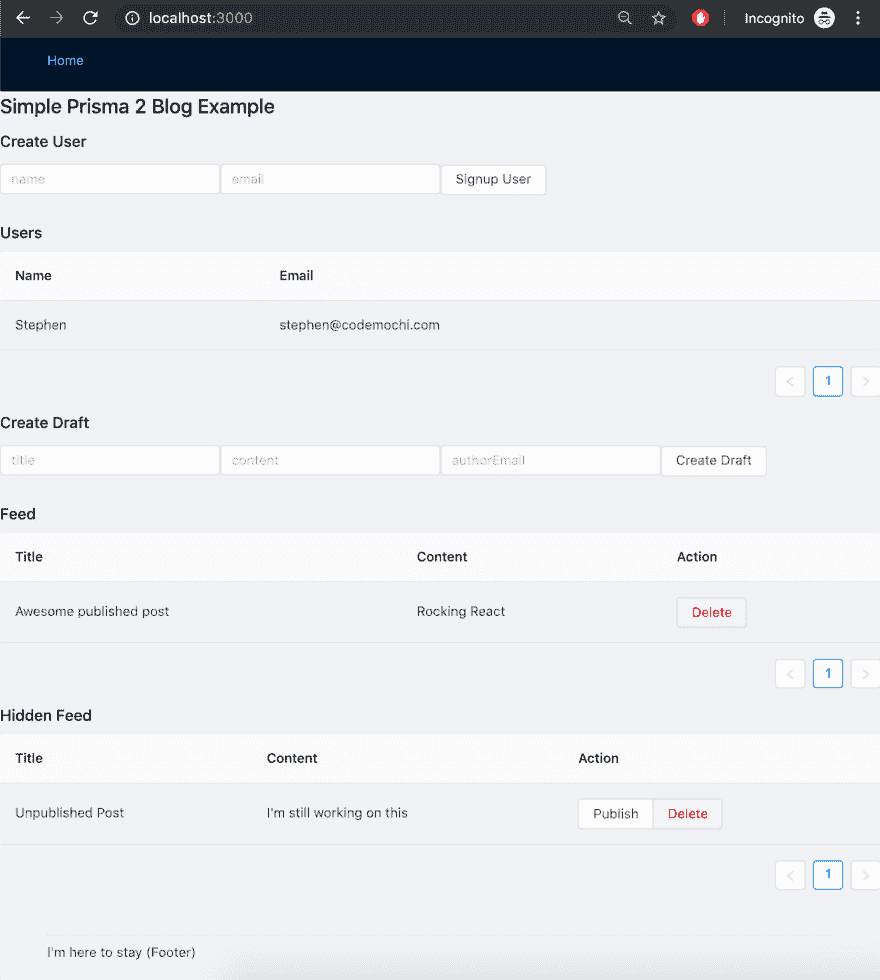 localhost:3000 Incognito
Home
Simple Prisma 2 Blog Example
Create User
name email Signup User
Users
Name Email
Stephen stephen@codemochi.com
< 1 >
Create Draft
title content authorEmail Create Draft
Feed
Title Content Action
Awesome published post Rocking React Delete
< 1 >
Hidden Feed
Title Content Action
Unpublished Post I'm still working on this Publish Delete
< 1 >
I'm here to stay (Footer)